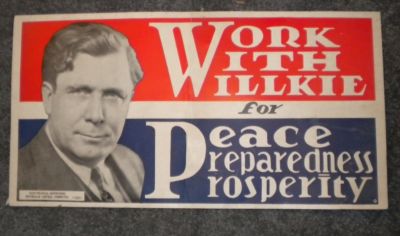 WORK
WITH
WILLKIE
for
Peace
Preparedness
Prosperity